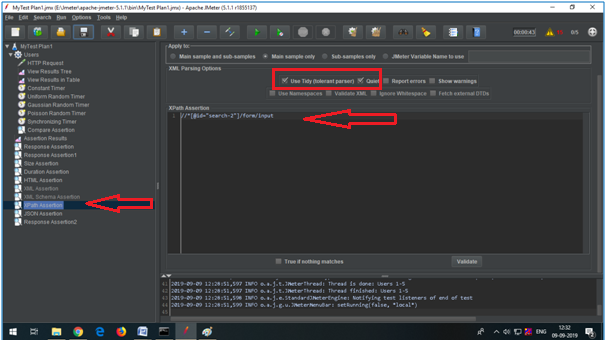 MyTest Plan1.jmx (E:\Jmeter\apache-jmeter-5.1.1\bin\MyTest Plan1.jmx) - Apache JMeter (5.1.1 r1855137)
File Edit Search Run Options Tools Help
00:00:43 0/5
MyTest Plan1
Users
HTTP Request
View Results Tree
View Results in Table
Constant Timer
Uniform Random Timer
Gaussian Random Timer
Poisson Random Timer
Synchronizing Timer
Compare Assertion
Assertion Results
Response Assertion
Response Assertion1
Size Assertion
Duration Assertion
HTML Assertion
XML Assertion
XML Schema Assertion
XPath Assertion
JSON Assertion
Response Assertion2
Apply to:
Main sample and sub-samples Main sample only Sub-samples only JMeter Variable Name to use
XML Parsing Options
Use Tidy (tolerant parser) Quiet Report errors Show warnings
Use Namespaces Validate XML Ignore Whitespace Fetch external DTDs
XPath Assertion
1 //*[@id="search-2"]/form/input
True if nothing matches Validate
2019-09-09 12:28:51,597 INFO o.a.j.t.JMeterThread: Thread is done: Users 1-5
42 2019-09-09 12:28:51,597 INFO o.a.j.t.JMeterThread: Thread finished: Users 1-5
43 2019-09-09 12:28:51,598 INFO o.a.j.e.StandardJMeterEngine: Notifying test listeners of end of test
44 2019-09-09 12:28:51,599 INFO o.a.j.g.u.JMeterMenuBar: setRunning(false, *local*)
ENG 12:32
09-09-2019